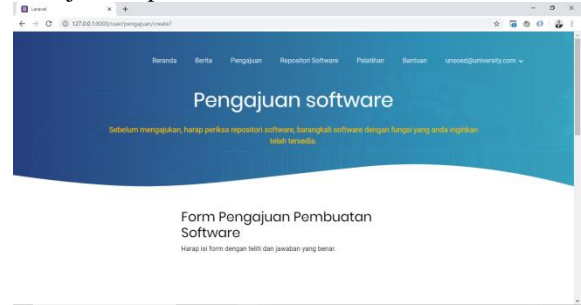 Laravel
127.0.0.1:8000/user/pengajuan/create?
Beranda Berita Pengajuan Repositori Software Pelatihan Bantuan unsoed@university.com
Pengajuan software
Sebelum mengajukan, harap periksa repositori software, barangkali software dengan fungsi yang anda inginkan
telah tersedia.
Form Pengajuan Pembuatan
Software
Harap isi form dengan teliti dan jawaban yang benar.